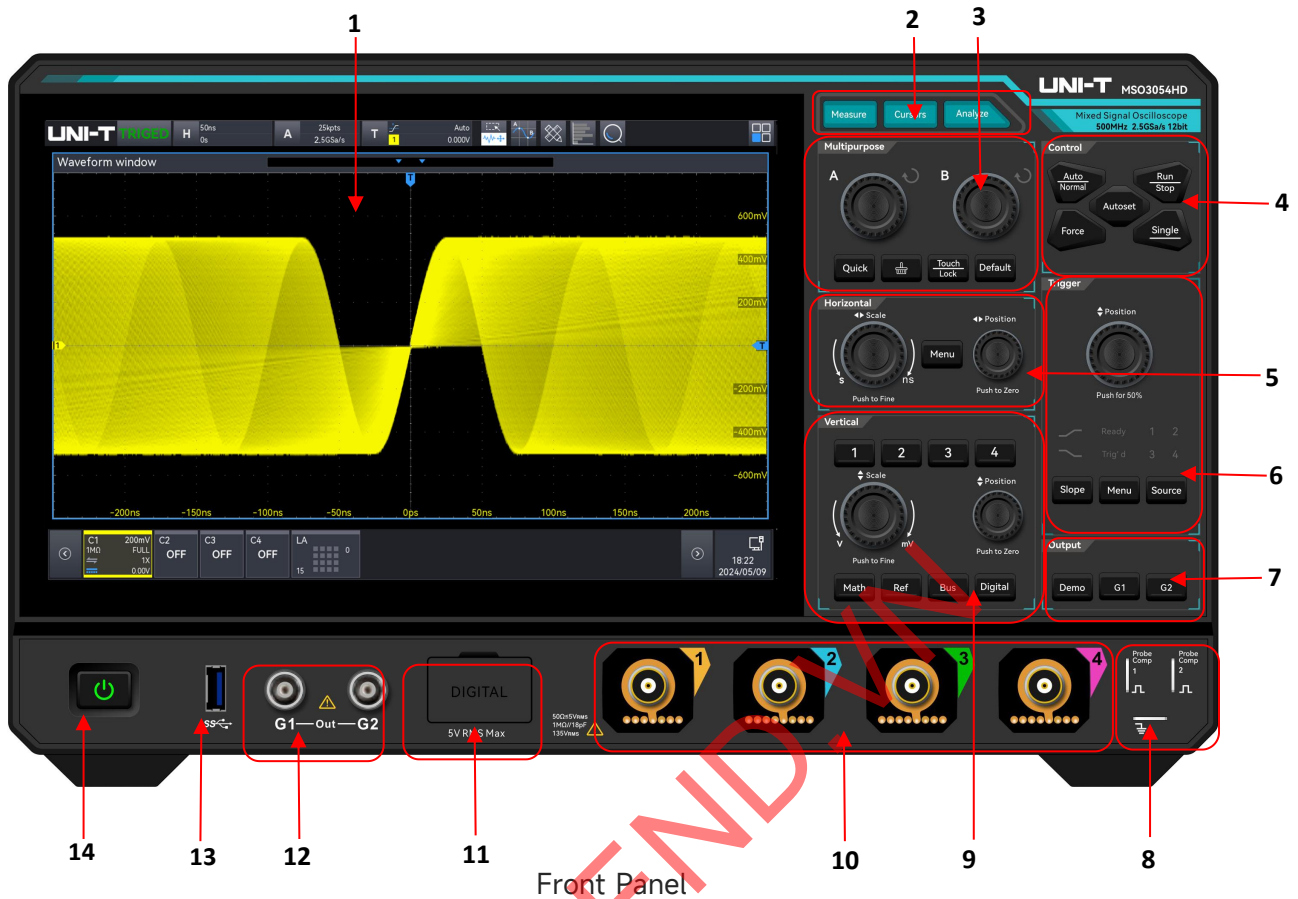 1
2
3
UNI-T MSO3054HD
Mixed Signal Oscilloscope
500MHz 2.5GSa/s 12bit
Measure Cursors Analyze
UNI-T TRIGED H 50ns 0s A 25kpts 2.5GSa/s T 1 Auto 0.000V
A B
Waveform window
T
600mV
400mV
200mV
1
T
-200mV
-400mV
-600mV
-200ns -150ns -100ns -50ns 0ps 50ns 100ns 150ns 200ns
C1 200mV
1MΩ FULL
1X
0.00V
C2
OFF
C3
OFF
C4
OFF
LA
0
15
18:22
2024/05/09
Multipurpose
A B
Quick Touch Lock Default
Control
Auto Normal
Run Stop
Autoset
Force
Single
4
Horizontal
Scale
Position
Menu
s ns
Push to Fine
Push to Zero
5
Trigger
Position
Push for 50%
Ready 1 2
Trig'd 3 4
Slope Menu Source
6
Vertical
1 2 3 4
Scale
Position
V mV
Push to Fine
Push to Zero
Math Ref Bus Digital
Output
Demo G1 G2
7
SS
G1—Out—G2
DIGITAL
5V RMS Max
50Ω≤5VRMS
1MΩ//18pF
135VRMS
1
2
3
4
Probe Comp 1
Probe Comp 2
14
13
12
11
10
9
8
Front Panel
END.VN